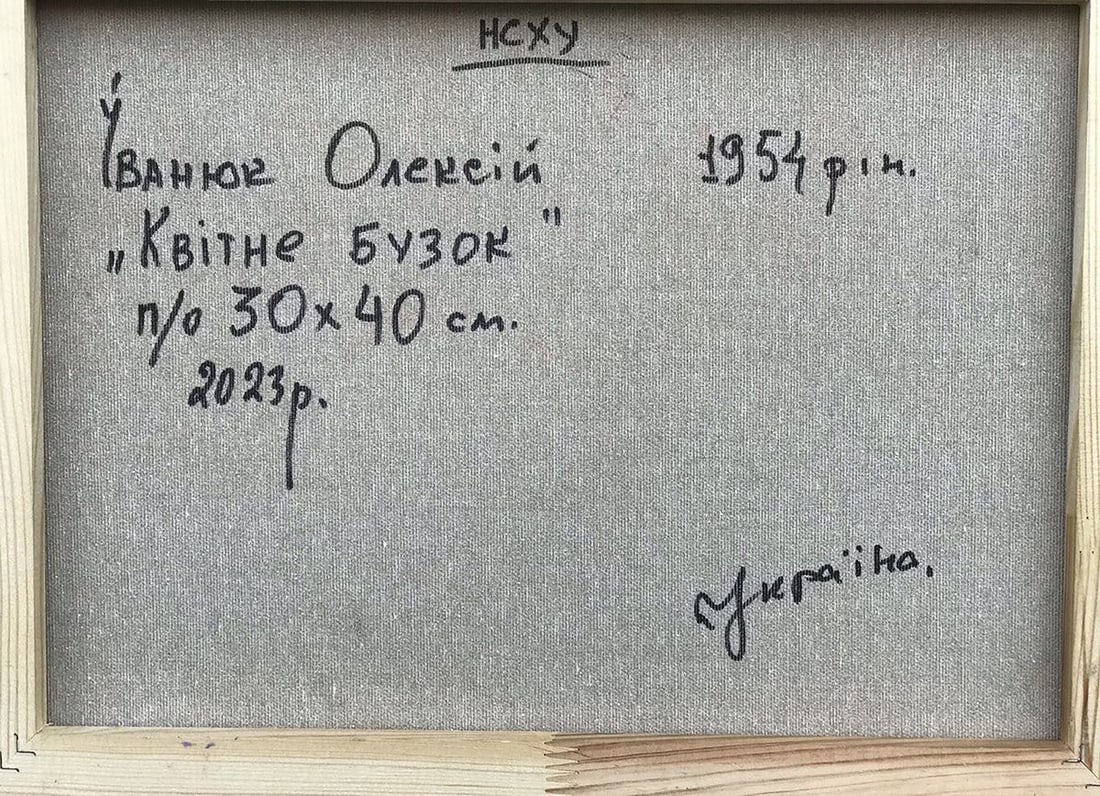 НСХУ
Іванюк Олексій 1954 р.н.
„Квітне бузок"
п/о 30х40 см.
2023р.
Україна.